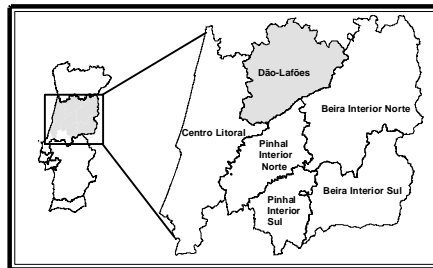 Dão-Lafões
Beira Interior Norte
Centro Litoral
Pinhal
Interior
Norte
Beira Interior Sul
Pinhal
Interior
Sul